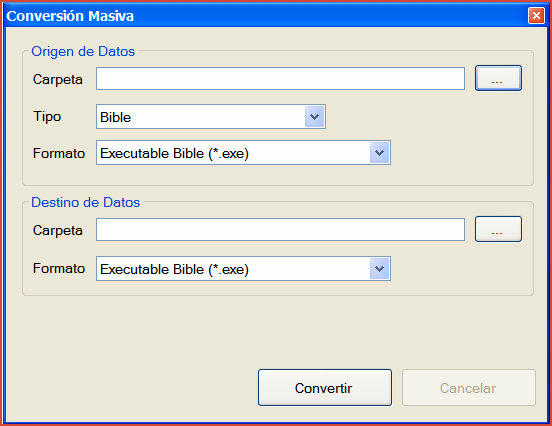 Conversión Masiva
Origen de Datos
Carpeta ...
Tipo Bible
Formato Executable Bible (*.exe)
Destino de Datos
Carpeta ...
Formato Executable Bible (*.exe)
Convertir Cancelar